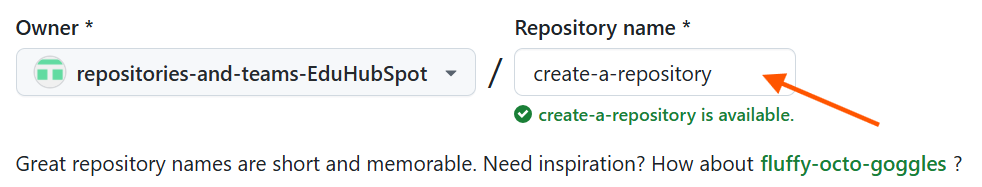 Owner * Repository name *
repositories-and-teams-EduHubSpot / create-a-repository
create-a-repository is available.
Great repository names are short and memorable. Need inspiration? How about fluffy-octo-goggles ?